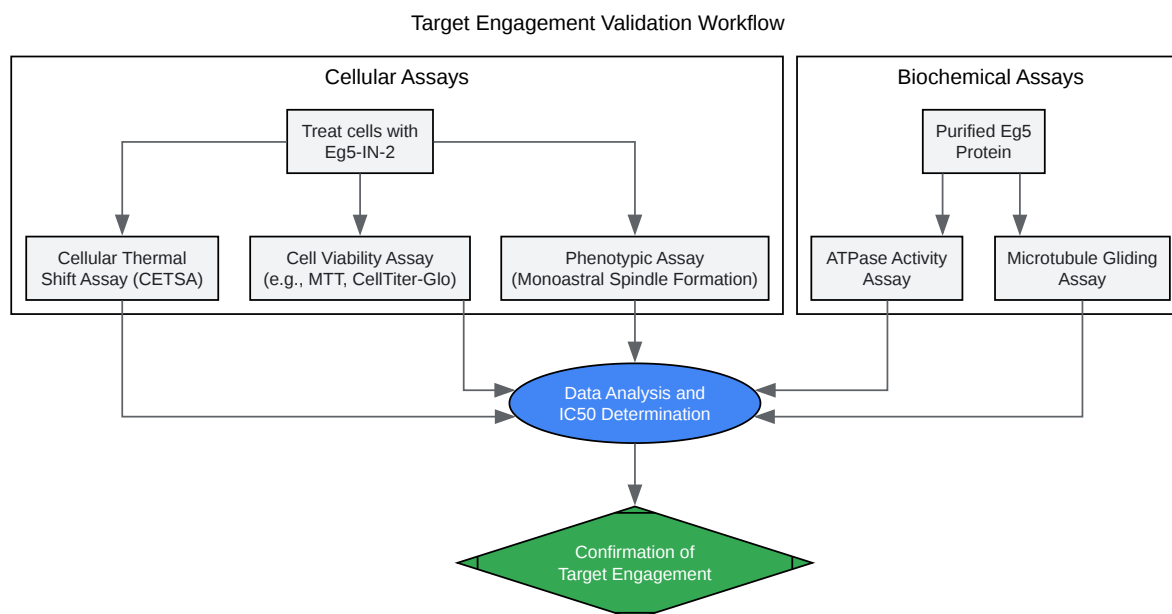 Target Engagement Validation Workflow
Cellular Assays
Treat cells with
Eg5-IN-2
Cellular Thermal
Shift Assay (CETSA)
Cell Viability Assay
(e.g., MTT, CellTiter-Glo)
Phenotypic Assay
(Monoastral Spindle Formation)
Biochemical Assays
Purified Eg5
Protein
ATPase Activity
Assay
Microtubule Gliding
Assay
Data Analysis and
IC50 Determination
Confirmation of
Target Engagement